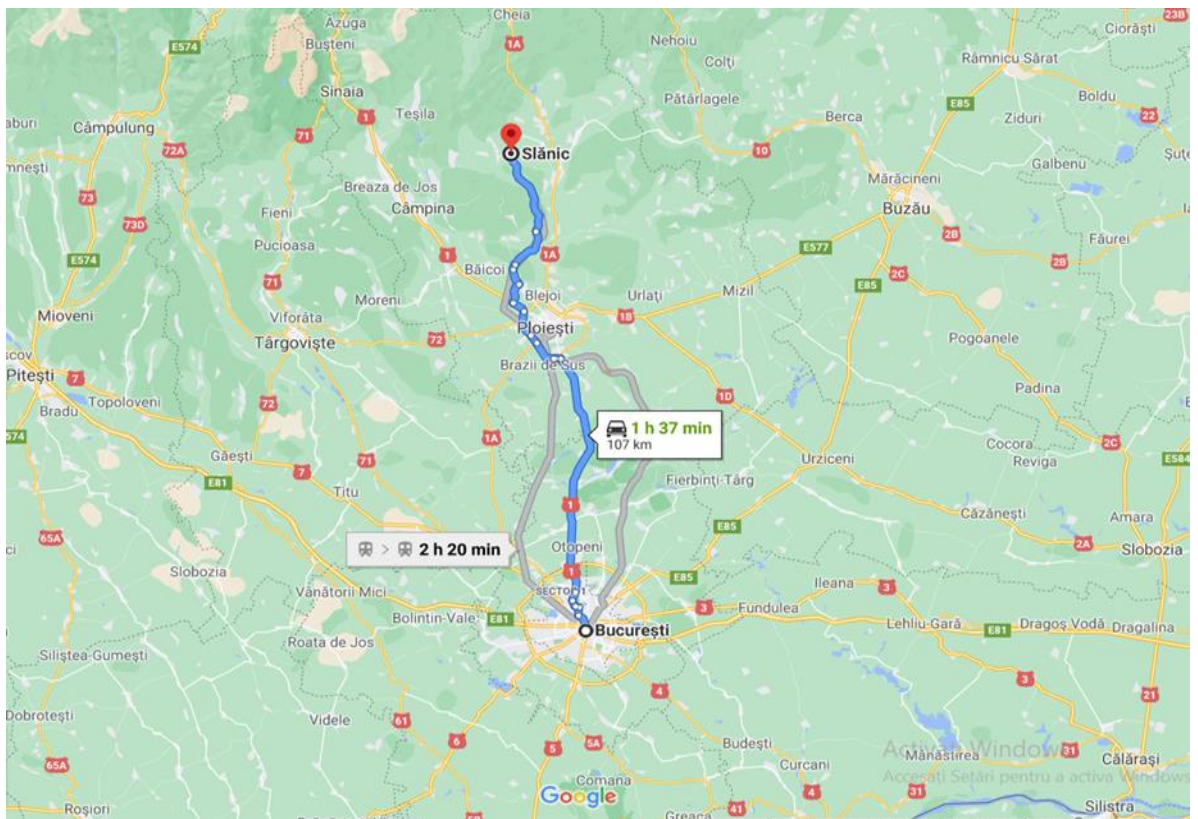 Cheia
Ciorăști
23B
Azuga
1A
Nehoiu
E574
Bușteni
Colți
Râmnicu Sărat
Sinaia
Pătârlagele
E85
Boldu
Teșila
1
Berca
Ziduri
22
Câmpulung
71
72A
Slănic
10
Galbenu
Breaza de Jos
Mărăcineni
73
Fieni
Câmpina
Buzău
73D
Pucioasa
2B
Făurei
E574
1
1A
E577
2B
71
Băicoi
2C
E85
Moreni
Blejoi
Urlați
Mizil
Mioveni
Viforâta
1B
Ploiești
Pogoanele
Târgoviște
72
Brazii de Sus
Pitești
7
Padina
Topoloveni
72
1D
Bradu
1 h 37 min
107 km
1A
Cocora
2C
Găești
71
Reviga
E584
7
Urziceni
E81
Titu
Fierbinți-Târg
1
Căzănești
Amara
65A
E85
2 h 20 min
Otopeni
2A
Slobozia
Slobozia
1
E85
Ileana
3
Vânătorii Mici
Bolintin-Vale
E81
3
Fundulea
București
Lehliu-Gară
E81
Dragoș Vodă
Dragalina
Roata de Jos
Siliștea-Gumești
3
4
21
Dobrotești
Videle
61
6
5
5A
Budești
Activați Windows
Mânăstirea
31
Călărași
65A
Curcani
Accesați Setări pentru a activa Windows
Comana
4
31
Google
Roșiori
Greaca
41
Silistra